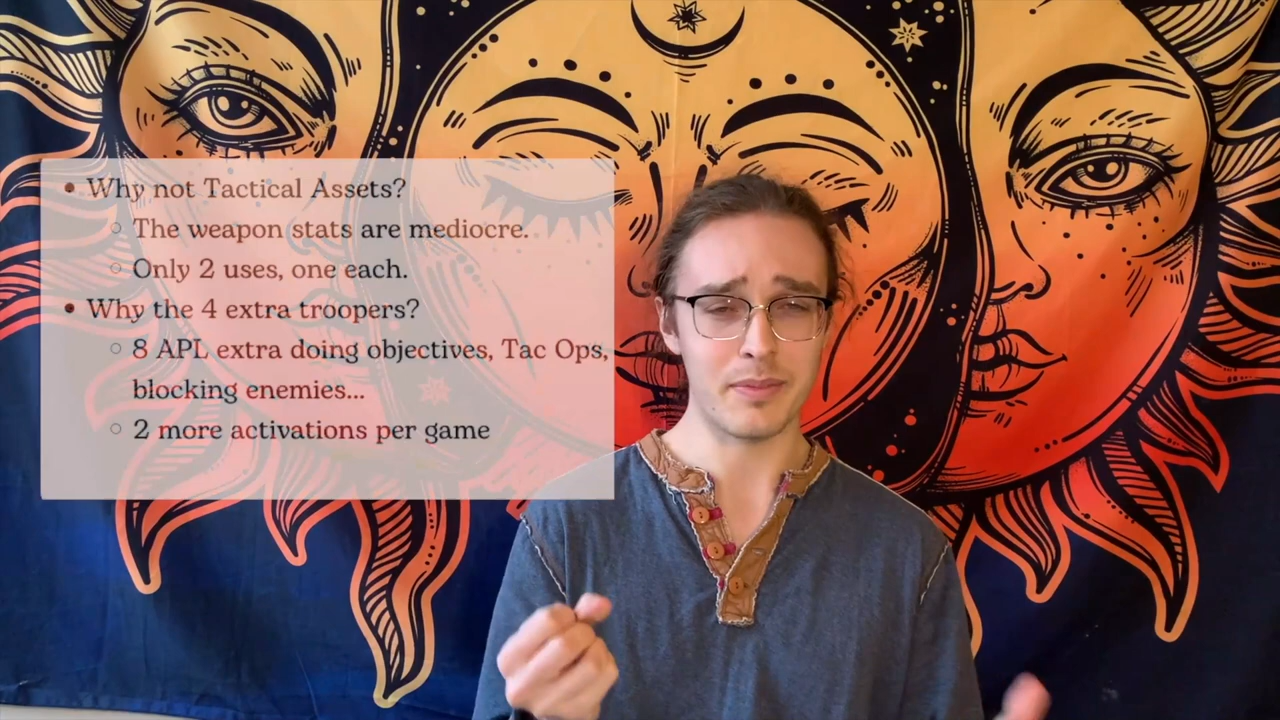 • Why not Tactical Assets?
○ The weapon stats are mediocre.
○ Only 2 uses, one each.
• Why the 4 extra troopers?
○ 8 APL extra doing objectives, Tac Ops,
blocking enemies...
○ 2 more activations per game